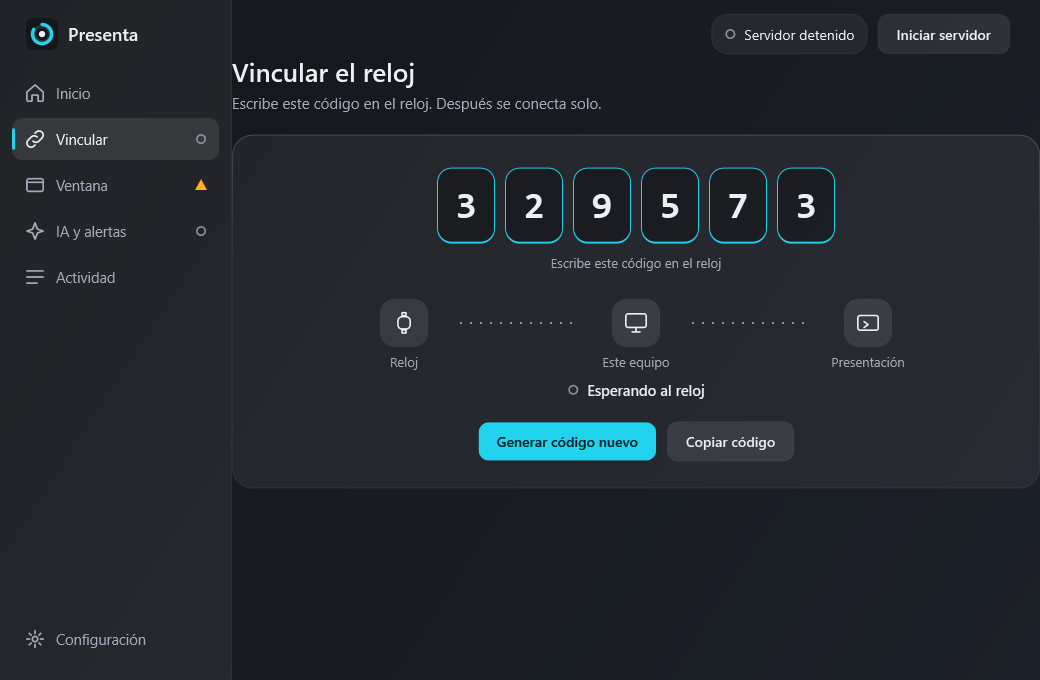 Presenta
Servidor detenido
Iniciar servidor
Inicio
Vincular
Ventana
IA y alertas
Actividad
Configuración
Vincular el reloj
Escribe este código en el reloj. Después se conecta solo.
3 2 9 5 7 3
Escribe este código en el reloj
Reloj
Este equipo
Presentación
Esperando al reloj
Generar código nuevo
Copiar código